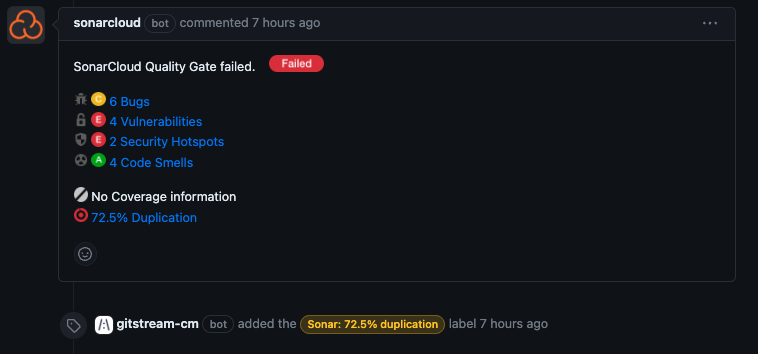 sonarcloud bot commented 7 hours ago
SonarCloud Quality Gate failed. Failed
C 6 Bugs
E 4 Vulnerabilities
E 2 Security Hotspots
A 4 Code Smells
No Coverage information
72.5% Duplication
gitstream-cm bot added the Sonar: 72.5% duplication label 7 hours ago